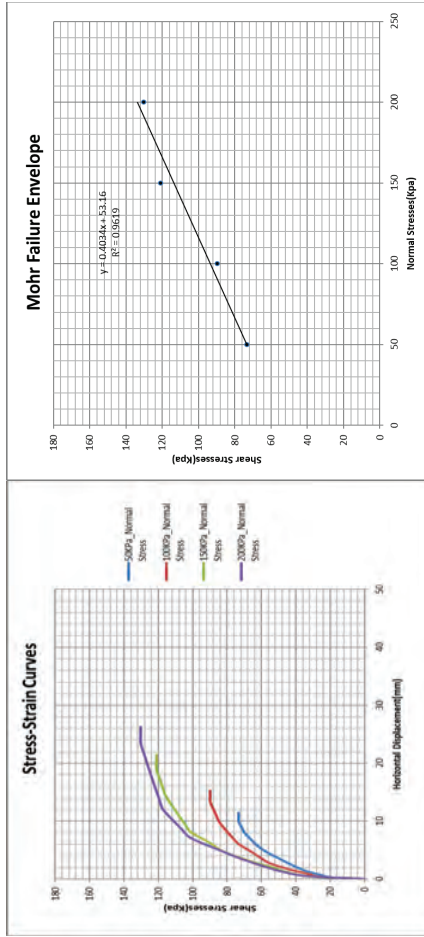 Stress-Strain Curves
180
160
140
120
100
80
60
40
20
0
Shear Stresses(Kpa)
0
10
20
30
40
50
Horizontal Displacement(mm)
50KPa_Normal
Stress
100KPa_Normal
Stress
150KPa_Normal
Stress
200KPa_Normal
Stress
Mohr Failure Envelope
180
160
140
120
100
80
60
40
20
0
Shear Stresses(Kpa)
y = 0.4034x + 53.16
R² = 0.9619
0
50
100
150
200
250
Normal Stresses(Kpa)